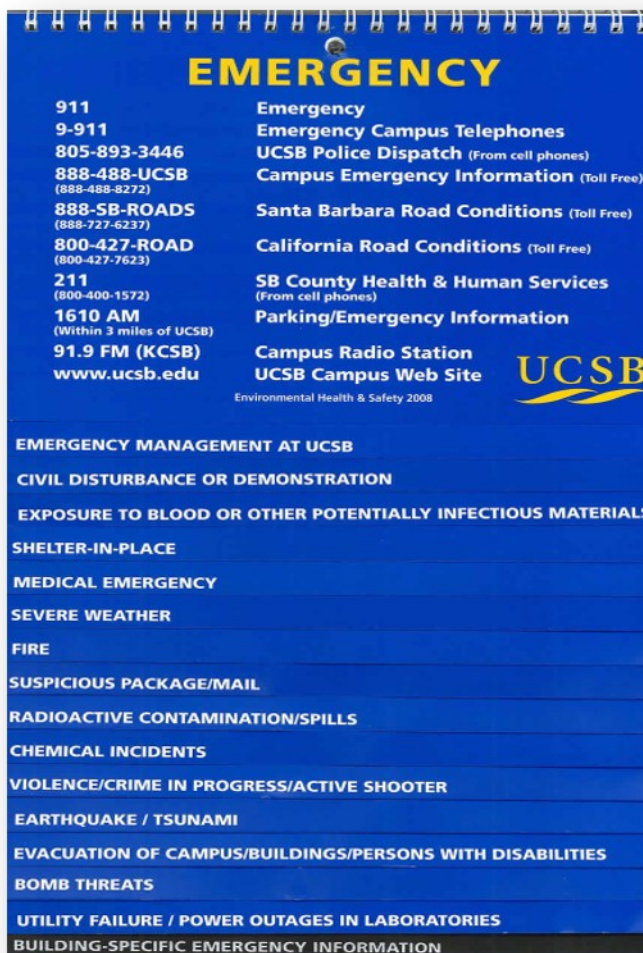 EMERGENCY
911 Emergency
9-911 Emergency Campus Telephones
805-893-3446 UCSB Police Dispatch (From cell phones)
888-488-UCSB Campus Emergency Information (Toll Free)
(888-488-8272)
888-SB-ROADS Santa Barbara Road Conditions (Toll Free)
(888-727-6237)
800-427-ROAD California Road Conditions (Toll Free)
(800-427-7623)
211 SB County Health & Human Services
(800-400-1572) (From cell phones)
1610 AM Parking/Emergency Information
(Within 3 miles of UCSB)
91.9 FM (KCSB) Campus Radio Station
www.ucsb.edu UCSB Campus Web Site
UCSB
Environmental Health & Safety 2008
EMERGENCY MANAGEMENT AT UCSB
CIVIL DISTURBANCE OR DEMONSTRATION
EXPOSURE TO BLOOD OR OTHER POTENTIALLY INFECTIOUS MATERIALS
SHELTER-IN-PLACE
MEDICAL EMERGENCY
SEVERE WEATHER
FIRE
SUSPICIOUS PACKAGE/MAIL
RADIOACTIVE CONTAMINATION/SPILLS
CHEMICAL INCIDENTS
VIOLENCE/CRIME IN PROGRESS/ACTIVE SHOOTER
EARTHQUAKE / TSUNAMI
EVACUATION OF CAMPUS/BUILDINGS/PERSONS WITH DISABILITIES
BOMB THREATS
UTILITY FAILURE / POWER OUTAGES IN LABORATORIES
BUILDING-SPECIFIC EMERGENCY INFORMATION